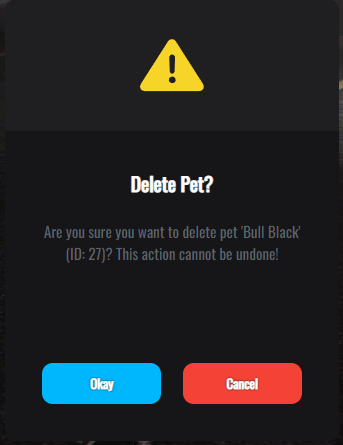 Delete Pet?
Are you sure you want to delete pet 'Bull Black'
(ID: 27)? This action cannot be undone!
Okay
Cancel